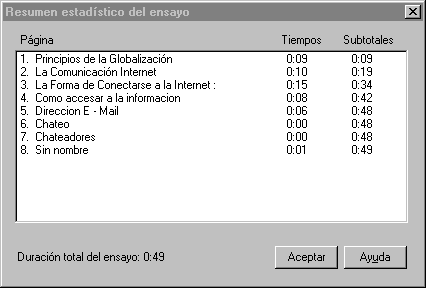 Resumen estadístico del ensayo
Página Tiempos Subtotales
1. Principios de la Globalización 0:09 0:09
2. La Comunicación Internet 0:10 0:19
3. La Forma de Conectarse a la Internet : 0:15 0:34
4. Como accesar a la informacion 0:08 0:42
5. Direccion E - Mail 0:06 0:48
6. Chateo 0:00 0:48
7. Chateadores 0:00 0:48
8. Sin nombre 0:01 0:49
Duración total del ensayo: 0:49 Aceptar Ayuda